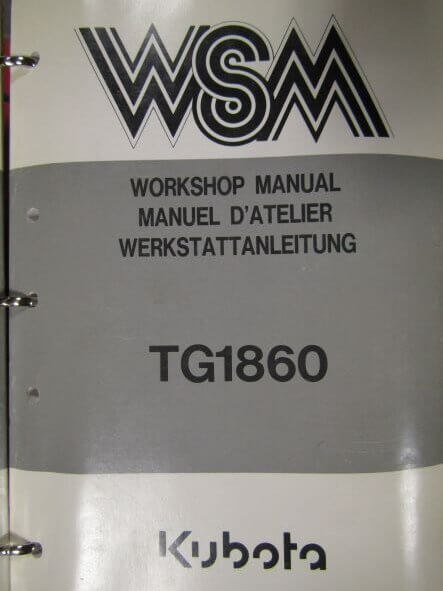 WSM
WORKSHOP MANUAL
MANUEL D'ATELIER
WERKSTATTANLEITUNG
TG1860
Kubota